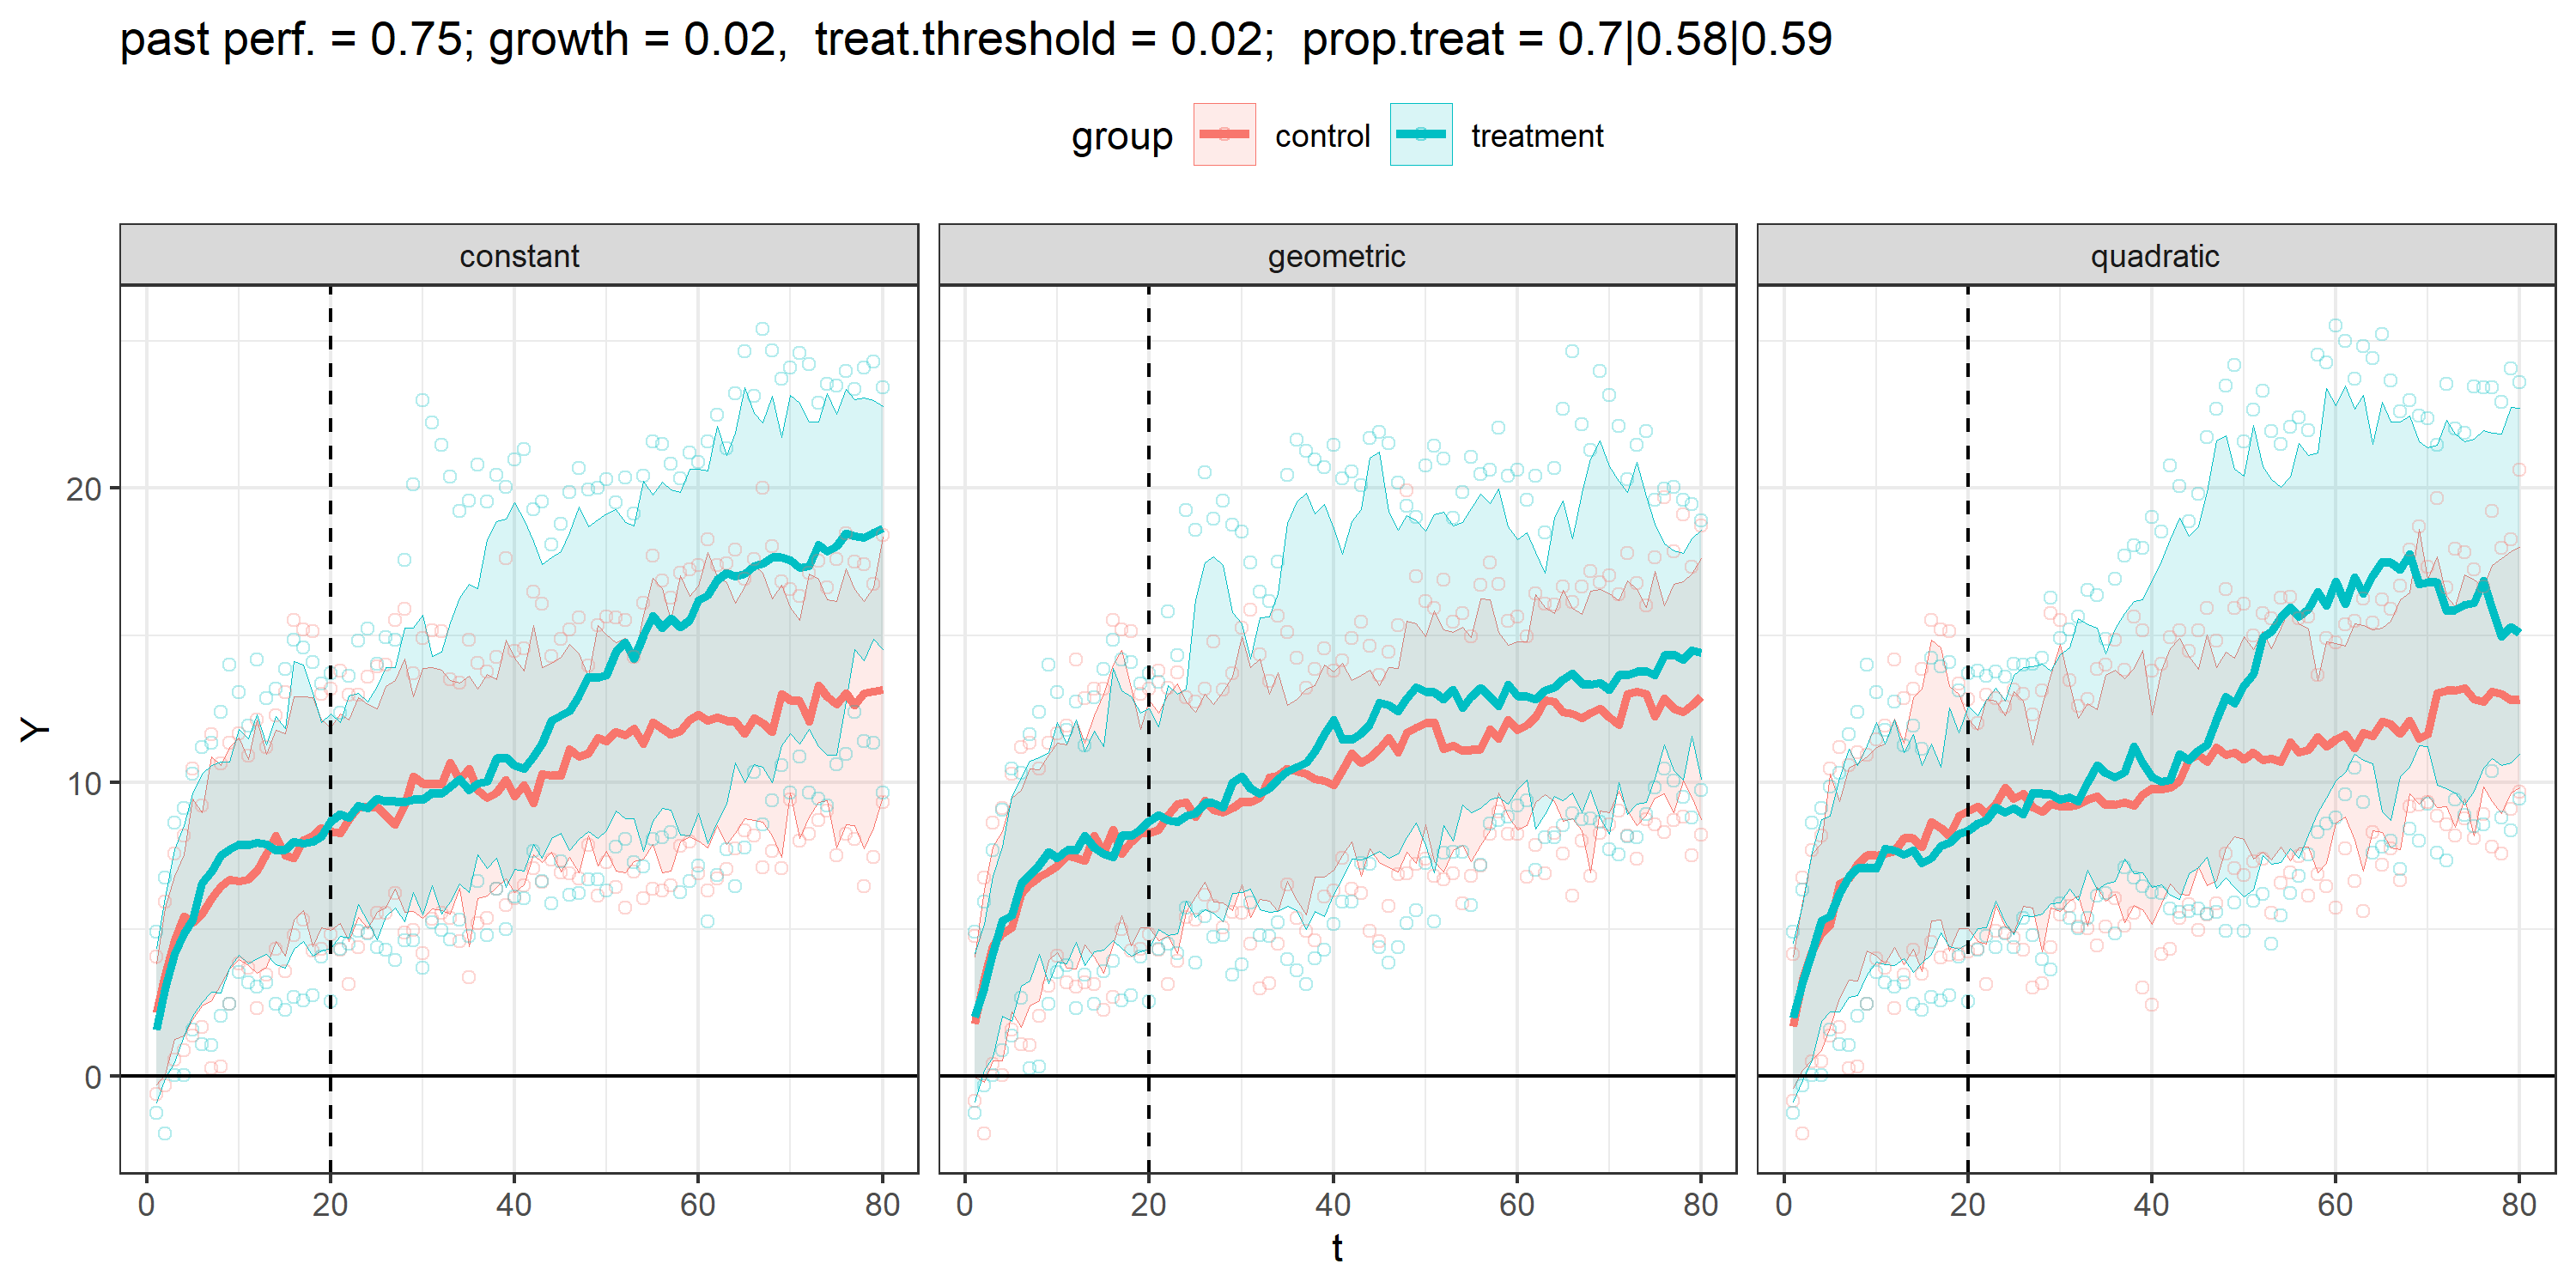 past perf. = 0.75; growth = 0.02,  treat.threshold = 0.02;  prop.treat = 0.7|0.58|0.59
group control treatment
constant geometric quadratic
Y
20
10
0
0 20 40 60 80 0 20 40 60 80 0 20 40 60 80
t